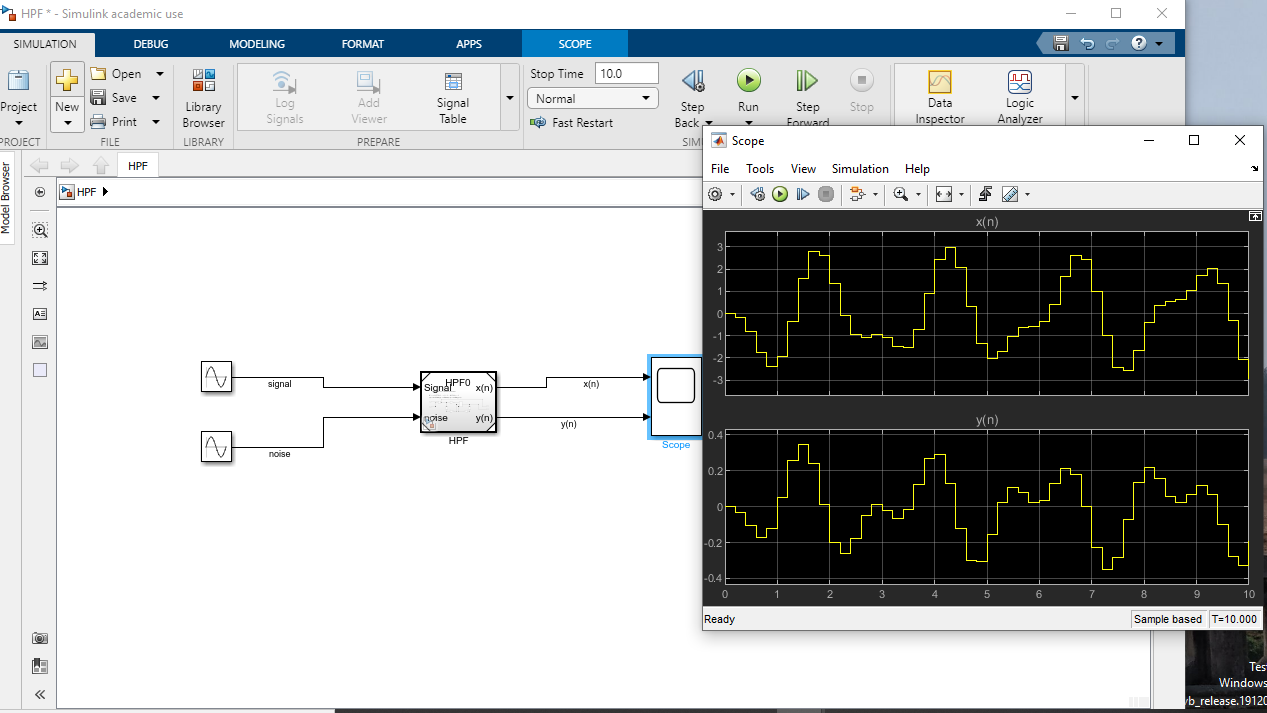 HPF * - Simulink academic use
SIMULATION DEBUG MODELING FORMAT APPS SCOPE
Project New Open Save Print
PROJECT FILE
Library Browser
LIBRARY
Log Signals Add Viewer Signal Table
PREPARE
Stop Time 10.0
Normal
Fast Restart
Step Back Run Step Forward Stop
Data Inspector Logic Analyzer
HPF
Model Browser
HPF
signal
noise
HPF0
Signal x(n)
noise y(n)
HPF
x(n)
y(n)
Scope
Scope
File Tools View Simulation Help
x(n)
3
2
1
0
-1
-2
-3
y(n)
0.4
0.2
0
-0.2
-0.4
0 1 2 3 4 5 6 7 8 9 10
Ready Sample based T=10.000
Windows